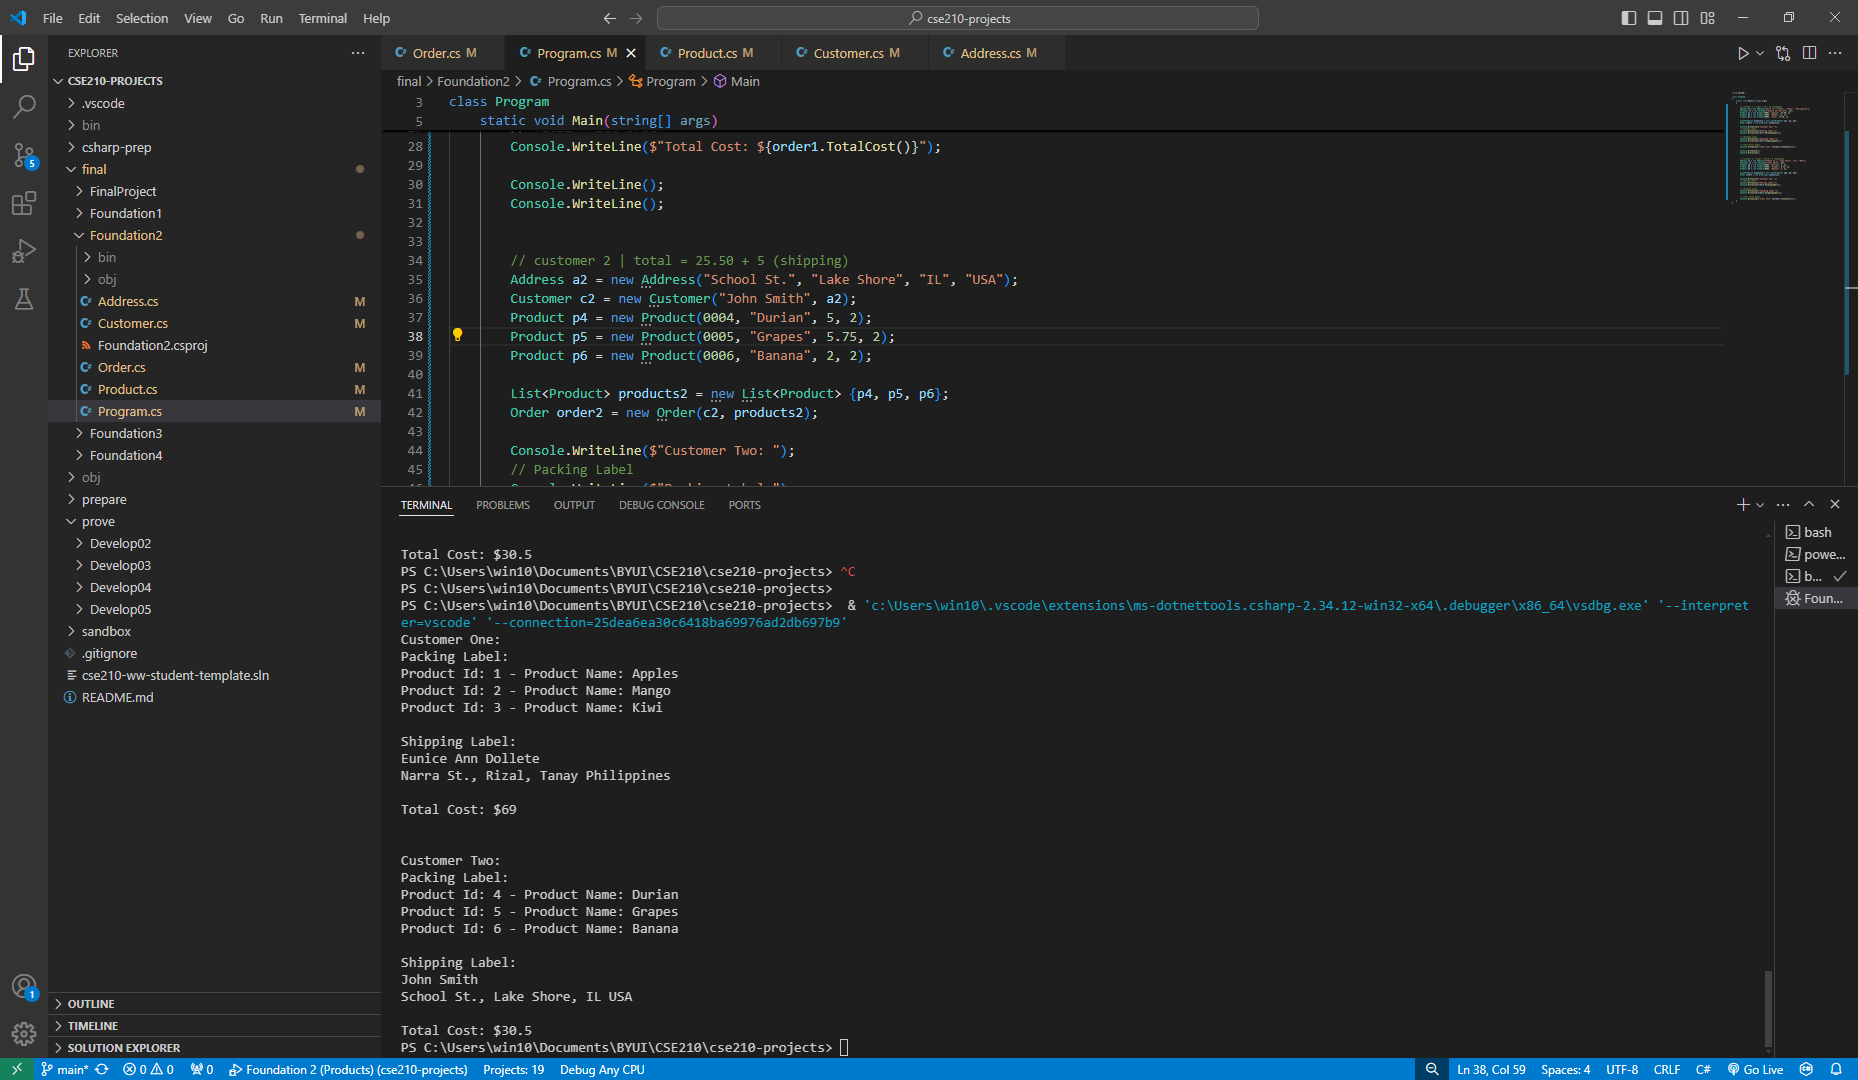 File Edit Selection View Go Run Terminal Help
cse210-projects
EXPLORER
CSE210-PROJECTS
.vscode
bin
csharp-prep
final
FinalProject
Foundation1
Foundation2
bin
obj
Address.cs M
Customer.cs M
Foundation2.csproj
Order.cs M
Product.cs M
Program.cs M
Foundation3
Foundation4
obj
prepare
prove
Develop02
Develop03
Develop04
Develop05
sandbox
.gitignore
cse210-ww-student-template.sln
README.md
OUTLINE
TIMELINE
SOLUTION EXPLORER
5
1
Order.cs M Program.cs M Product.cs M Customer.cs M Address.cs M
final > Foundation2 > Program.cs > Program > Main
3 class Program
5 static void Main(string[] args)
28 Console.WriteLine($"Total Cost: ${order1.TotalCost()}");
29
30 Console.WriteLine();
31 Console.WriteLine();
32
33
34 // customer 2 | total = 25.50 + 5 (shipping)
35 Address a2 = new Address("School St.", "Lake Shore", "IL", "USA");
36 Customer c2 = new Customer("John Smith", a2);
37 Product p4 = new Product(0004, "Durian", 5, 2);
38 Product p5 = new Product(0005, "Grapes", 5.75, 2);
39 Product p6 = new Product(0006, "Banana", 2, 2);
40
41 List<Product> products2 = new List<Product> {p4, p5, p6};
42 Order order2 = new Order(c2, products2);
43
44 Console.WriteLine($"Customer Two: ");
45 // Packing Label
TERMINAL PROBLEMS OUTPUT DEBUG CONSOLE PORTS
Total Cost: $30.5
PS C:\Users\win10\Documents\BYUI\CSE210\cse210-projects> ^C
PS C:\Users\win10\Documents\BYUI\CSE210\cse210-projects>
PS C:\Users\win10\Documents\BYUI\CSE210\cse210-projects> & 'c:\Users\win10\.vscode\extensions\ms-dotnettools.csharp-2.34.12-win32-x64\.debugger\x86_64\vsdbg.exe' '--interpret
er=vscode' '--connection=25dea6ea30c6418ba69976ad2db697b9'
Customer One:
Packing Label:
Product Id: 1 - Product Name: Apples
Product Id: 2 - Product Name: Mango
Product Id: 3 - Product Name: Kiwi
Shipping Label:
Eunice Ann Dollete
Narra St., Rizal, Tanay Philippines
Total Cost: $69
Customer Two:
Packing Label:
Product Id: 4 - Product Name: Durian
Product Id: 5 - Product Name: Grapes
Product Id: 6 - Product Name: Banana
Shipping Label:
John Smith
School St., Lake Shore, IL USA
Total Cost: $30.5
PS C:\Users\win10\Documents\BYUI\CSE210\cse210-projects>
bash
powe...
b...
Foun...
main* 0 0 0 Foundation 2 (Products) (cse210-projects) Projects: 19 Debug Any CPU Ln 38, Col 59 Spaces: 4 UTF-8 CRLF C# Go Live